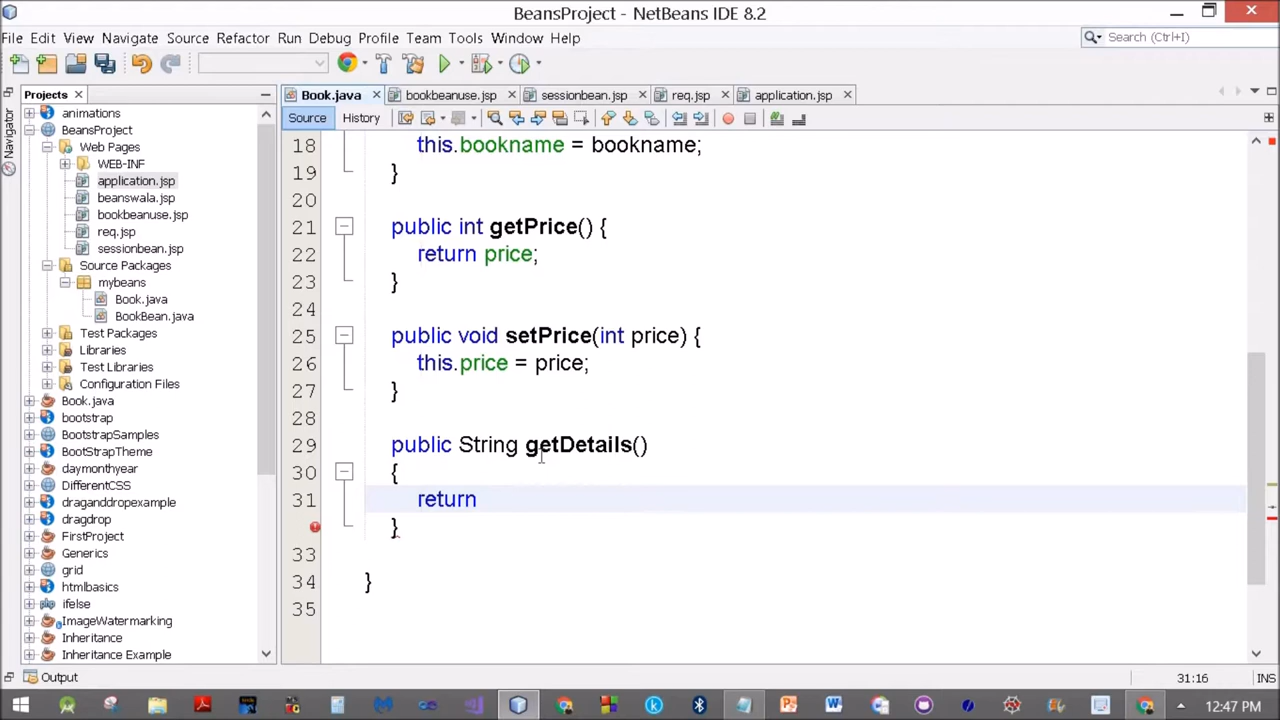 BeansProject - NetBeans IDE 8.2
File Edit View Navigate Source Refactor Run Debug Profile Team Tools Window Help
Search (Ctrl+I)
Projects
Book.java bookbeanuse.jsp sessionbean.jsp req.jsp application.jsp
Source History
Navigator
animations
BeansProject
Web Pages
WEB-INF
application.jsp
beanswala.jsp
bookbeanuse.jsp
req.jsp
sessionbean.jsp
Source Packages
mybeans
Book.java
BookBean.java
Test Packages
Libraries
Test Libraries
Configuration Files
Book.java
bootstrap
BootstrapSamples
BootStrapTheme
daymonthyear
DifferentCSS
draganddropexample
dragdrop
FirstProject
Generics
grid
htmlbasics
ifelse
ImageWatermarking
Inheritance
Inheritance Example
18 this.bookname = bookname;
19 }
20
21 public int getPrice() {
22 return price;
23 }
24
25 public void setPrice(int price) {
26 this.price = price;
27 }
28
29 public String getDetails()
30 {
31 return
}
33
34 }
35
Output
31:16 INS
12:47 PM